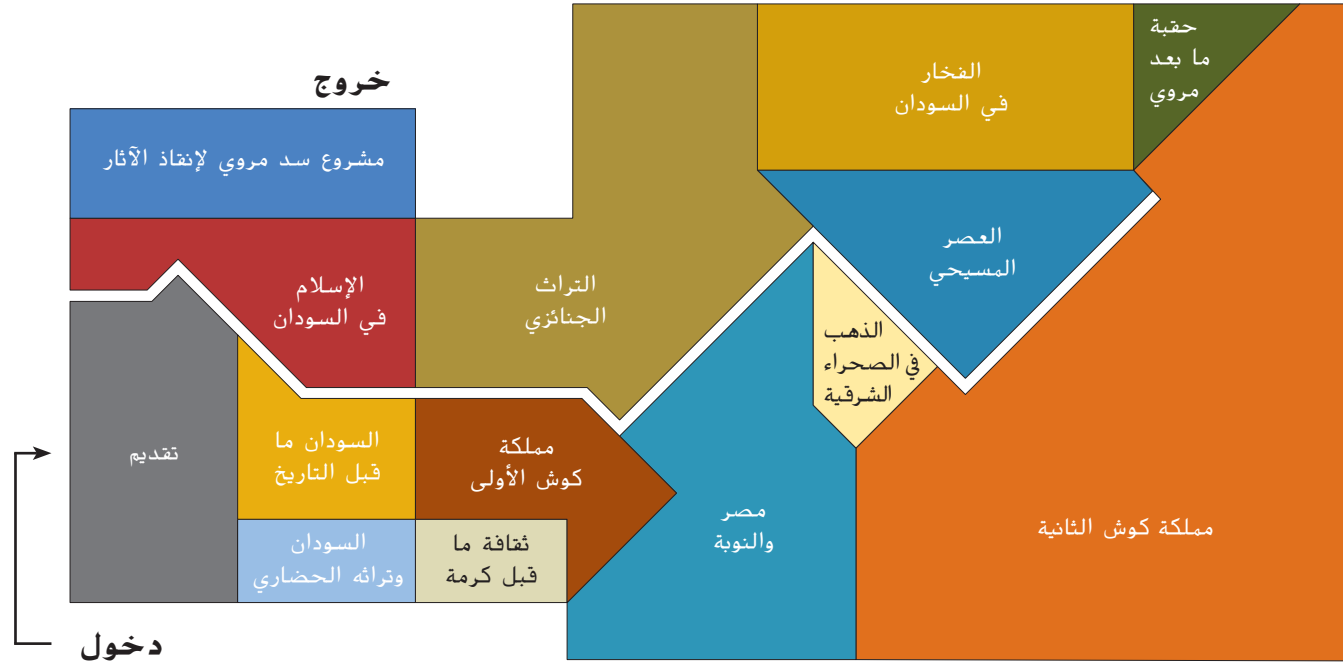 خروج
مشروع سد مروي لإنقاذ الآثار
الإسلام
في السودان
التراث
الجنائزي
الفخار
في السودان
حقبة
ما بعد
مروي
العصر
المسيحي
الذهب
في الصحراء
الشرقية
تقديم
السودان ما
قبل التاريخ
مملكة
كوش الأولى
السودان
وتراثه الحضاري
ثقافة ما
قبل كرمة
مصر
والنوبة
مملكة كوش الثانية
دخول